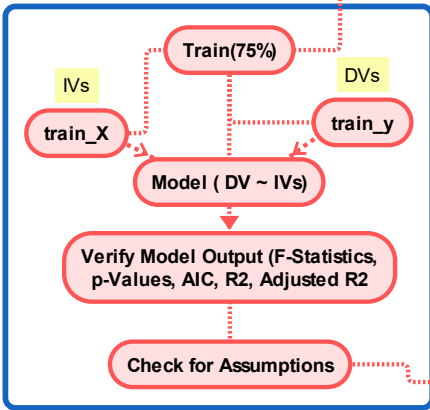 Train(75%)
IVs
DVs
train_X
train_y
Model ( DV ~ IVs)
Verify Model Output (F-Statistics,
p-Values, AIC, R2, Adjusted R2
Check for Assumptions